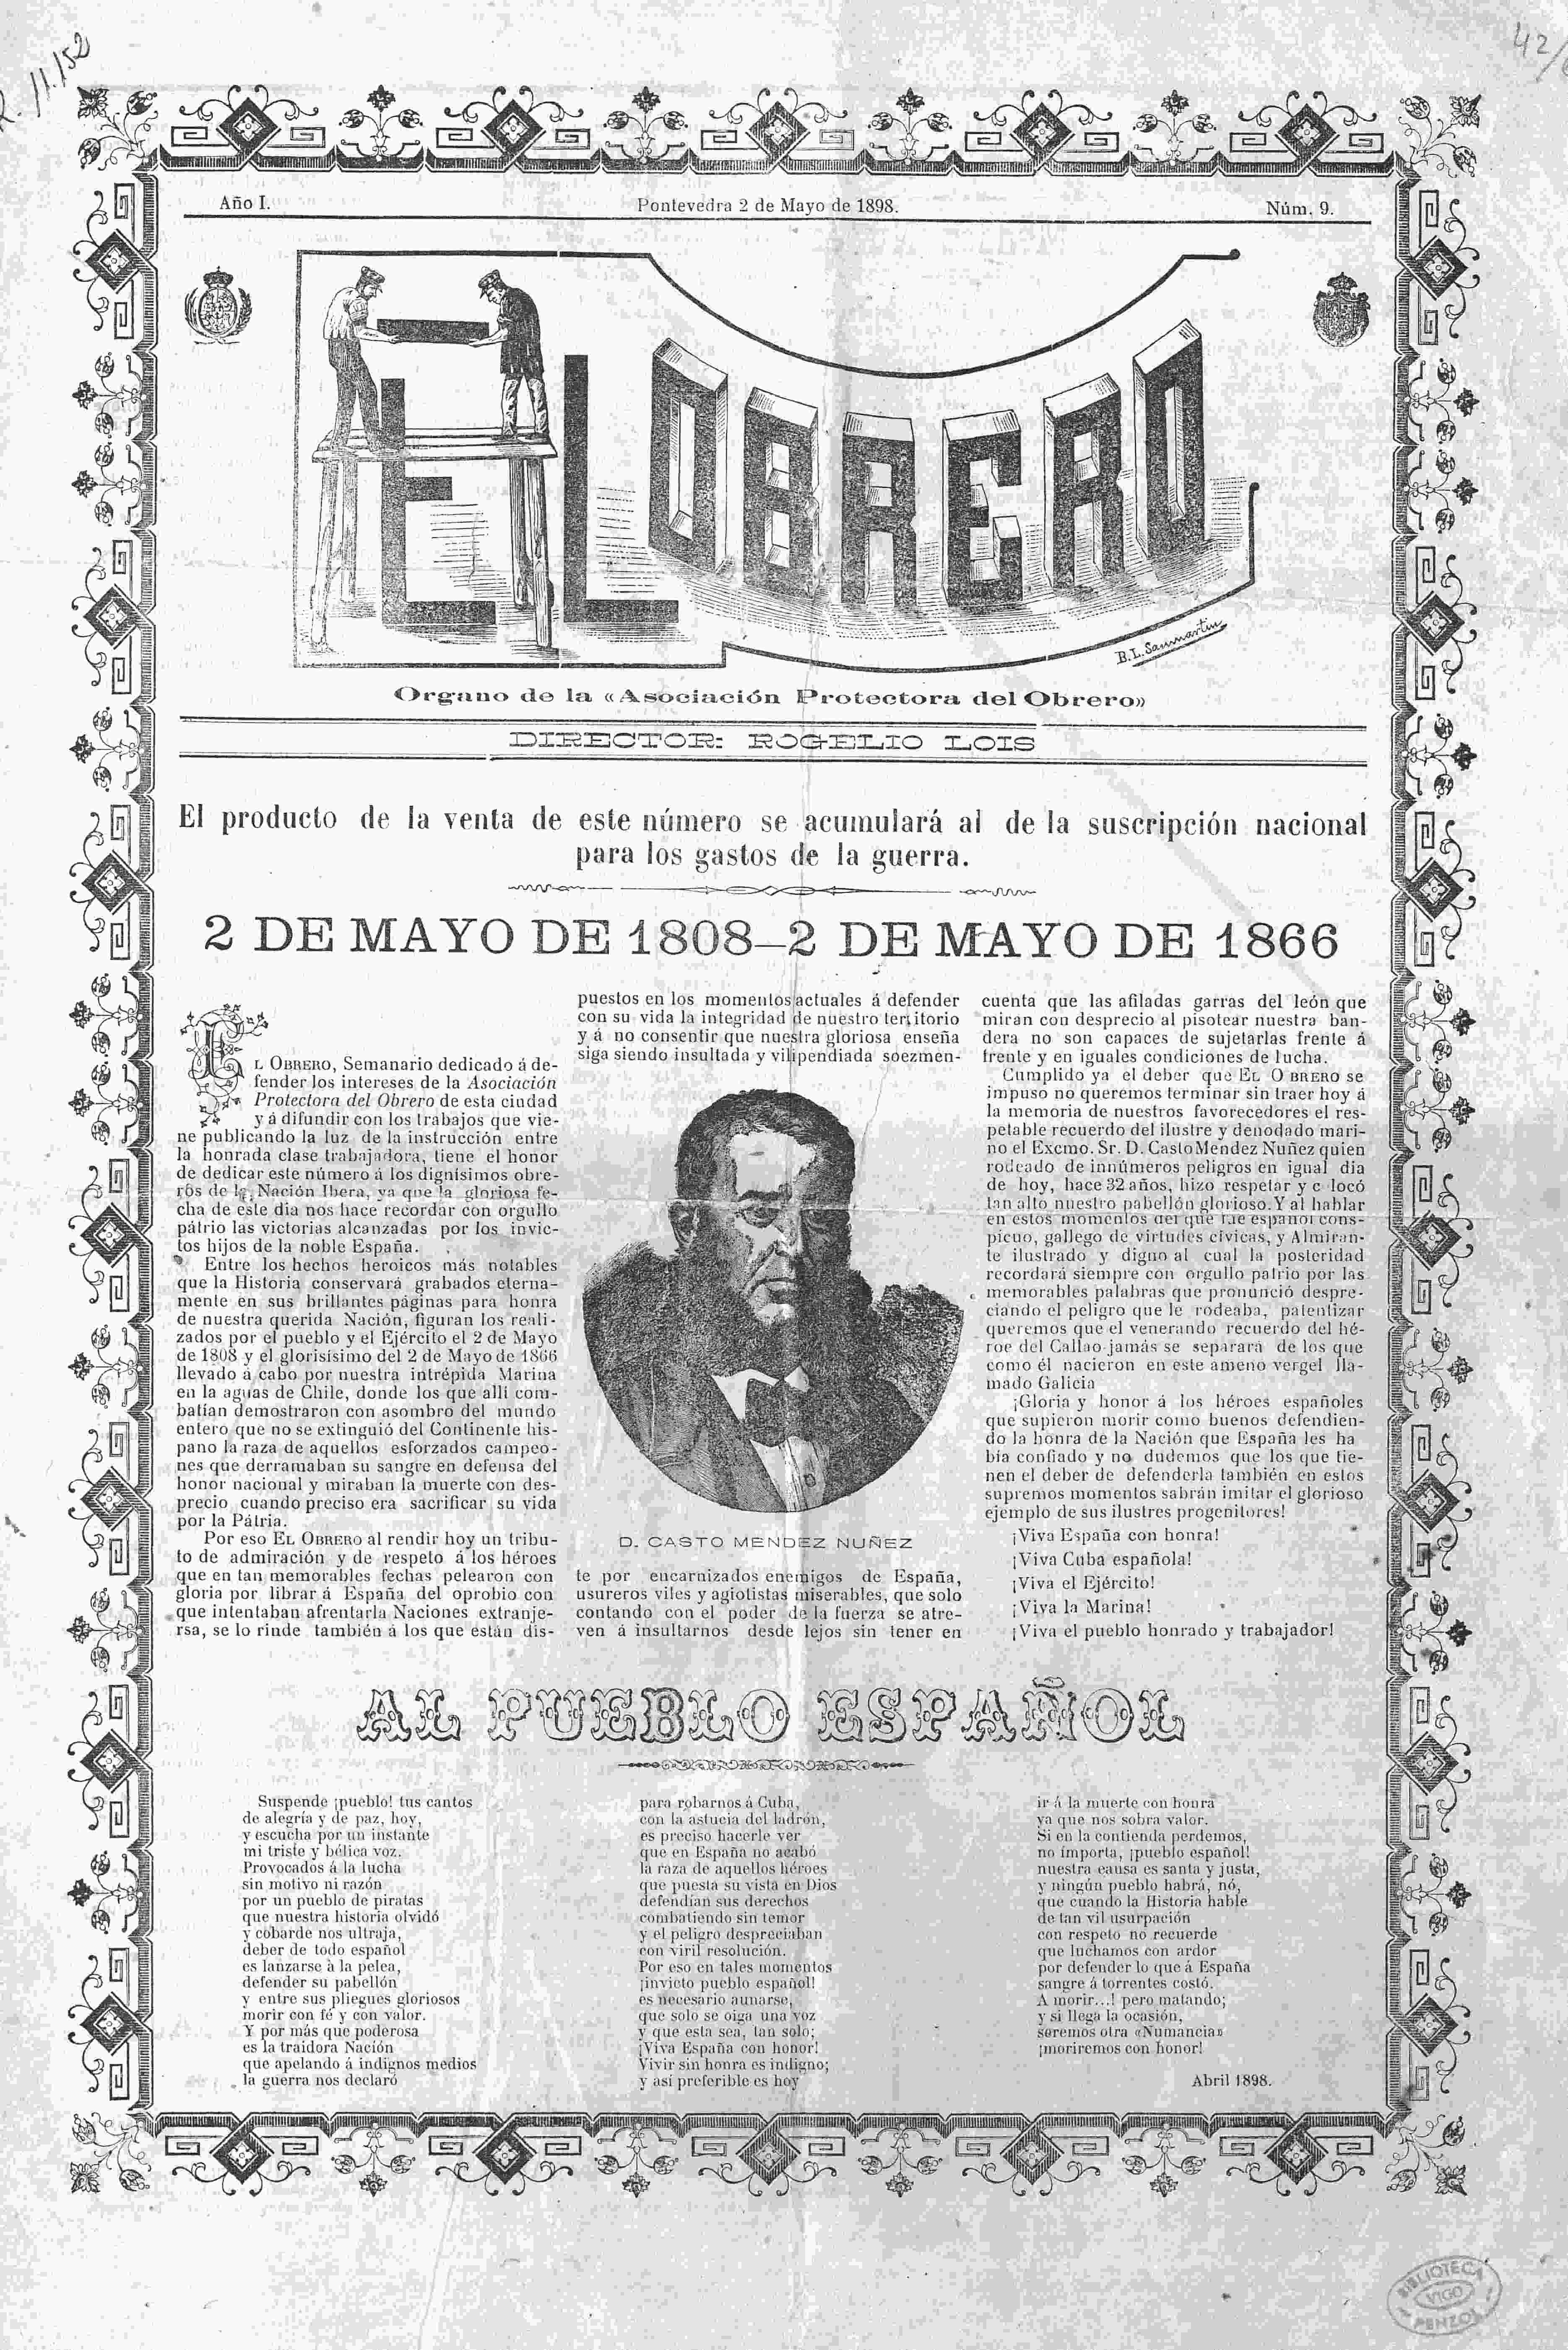 11/52
42/
Año I.
Pontevedra 2 de Mayo de 1898.
Núm. 9.
EL OBRERO
B. L. Sanmartin
Organo de la «Asociación Protectora del Obrero»
DIRECTOR: ROGELIO LOIS
El producto de la venta de este número se acumulará al de la suscripción nacional
para los gastos de la guerra.
2 DE MAYO DE 1808–2 DE MAYO DE 1866
EL OBRERO, Semanario dedicado á de-
fender los intereses de la Asociación
Protectora del Obrero de esta ciudad
y á difundir con los trabajos que vie-
ne publicando la luz de la instrucción entre
la honrada clase trabajadora, tiene el honor
de dedicar este número á los dignísimos obre-
ros de la Nación Ibera, ya que la gloriosa fe-
cha de este dia nos hace recordar con orgullo
pátrio las victorias alcanzadas por los invic-
tos hijos de la noble España.
Entre los hechos heroicos más notables
que la Historia conservará grabados eterna-
mente en sus brillantes páginas para honra
de nuestra querida Nación, figuran los reali-
zados por el pueblo y el Ejército el 2 de Mayo
de 1808 y el glorisísimo del 2 de Mayo de 1866
llevado á cabo por nuestra intrépida Marina
en la aguas de Chile, donde los que alli com-
batían demostraron con asombro del mundo
entero que no se extinguió del Continente his-
pano la raza de aquellos esforzados campeo-
nes que derramaban su sangre en defensa del
honor nacional y miraban la muerte con des-
precio cuando preciso era sacrificar su vida
por la Pátria.
Por eso EL OBRERO al rendir hoy un tribu-
to de admiración y de respeto á los héroes
que en tan memorables fechas pelearon con
gloria por librar á España del oprobio con
que intentaban afrentarla Naciones extranje-
rsa, se lo rinde también á los que están dis-
puestos en los momentos actuales á defender
con su vida la integridad de nuestro territorio
y á no consentir que nuestra gloriosa enseña
siga siendo insultada y vilipendiada soezmen-
D. CASTO MENDEZ NUÑEZ
te por encarnizados enemigos de España,
usureros viles y agiotistas miserables, que solo
contando con el poder de la fuerza se atre-
ven á insultarnos desde lejos sin tener en
cuenta que las afiladas garras del león que
miran con desprecio al pisotear nuestra ban-
dera no son capaces de sujetarlas frente á
frente y en iguales condiciones de lucha.
Cumplido ya el deber que EL OBRERO se
impuso no queremos terminar sin traer hoy á
la memoria de nuestros favorecedores el res-
petable recuerdo del ilustre y denodado mari-
no el Excmo. Sr. D. Casto Mendez Nuñez quien
rodeado de innúmeros peligros en igual dia
de hoy, hace 32 años, hizo respetar y c locó
tan alto nuestro pabellón glorioso. Y al hablar
en estos momentos del que fue español cons-
picuo, gallego de virtudes cívicas, y Almiran-
te ilustrado y digno al cual la posteridad
recordará siempre con orgullo patrio por las
memorables palabras que pronunció despre-
ciando el peligro que le rodeaba, patentizar
queremos que el venerando recuerdo del hé-
roe del Callao jamás se separará de los que
como él nacieron en este ameno vergel lla-
mado Galicia
¡Gloria y honor á los héroes españoles
que supieron morir como buenos defendien-
do la honra de la Nación que España les ha
bía confiado y no dudemos que los que tie-
nen el deber de defenderla también en estos
supremos momentos sabrán imitar el glorioso
ejemplo de sus ilustres progenitores!
¡Viva España con honra!
¡Viva Cuba española!
¡Viva el Ejército!
¡Viva la Marina!
¡Viva el pueblo honrado y trabajador!
AL PUEBLO ESPAÑOL
Suspende ¡pueblo! tus cantos
de alegría y de paz, hoy,
y escucha por un instante
mi triste y bélica voz.
Provocados á la lucha
sin motivo ni razón
por un pueblo de piratas
que nuestra historia olvidó
y cobarde nos ultraja,
deber de todo español
es lanzarse à la pelea,
defender su pabellón
y entre sus pliegues gloriosos
morir con fé y con valor.
Y por más que poderosa
es la traidora Nación
que apelando á indignos medios
la guerra nos declaró
para robarnos á Cuba,
con la astucia del ladrón,
es preciso hacerle ver
que en España no acabó
la raza de aquellos héroes
que puesta su vista en Dios
defendían sus derechos
combatiendo sin temor
y el peligro despreciaban
con viril resolución.
Por eso en tales momentos
¡invicto pueblo español!
es necesario aunarse,
que solo se oiga una voz
y que esta sea, tan solo;
¡Viva España con honor!
Vivir sin honra es indigno;
y así preferible es hoy
ir á la muerte con honra
ya que nos sobra valor.
Si en la contienda perdemos,
no importa, ¡pueblo español!
nuestra causa es santa y justa,
y ningún pueblo habrá, nó,
que cuando la Historia hable
de tan vil usurpación
con respeto no recuerde
que luchamos con ardor
por defender lo que á España
sangre á torrentes costó.
A morir...! pero matando;
y si llega la ocasión,
seremos otra «Numancia»
¡moriremos con honor!
Abril 1898.
BIBLIOTECA
VIGO
PENZOL